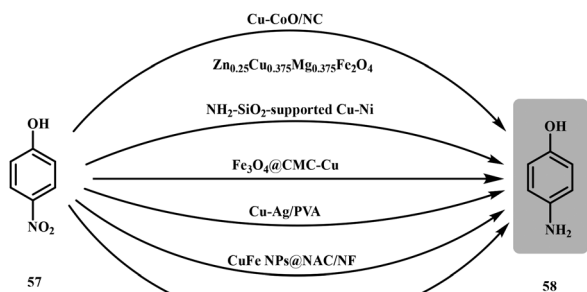 Cu-CoO/NC
Zn0.25Cu0.375Mg0.375Fe2O4
NH2-SiO2-supported Cu-Ni
Fe3O4@CMC-Cu
Cu-Ag/PVA
CuFe NPs@NAC/NF
OH
NO2
57
OH
NH2
58